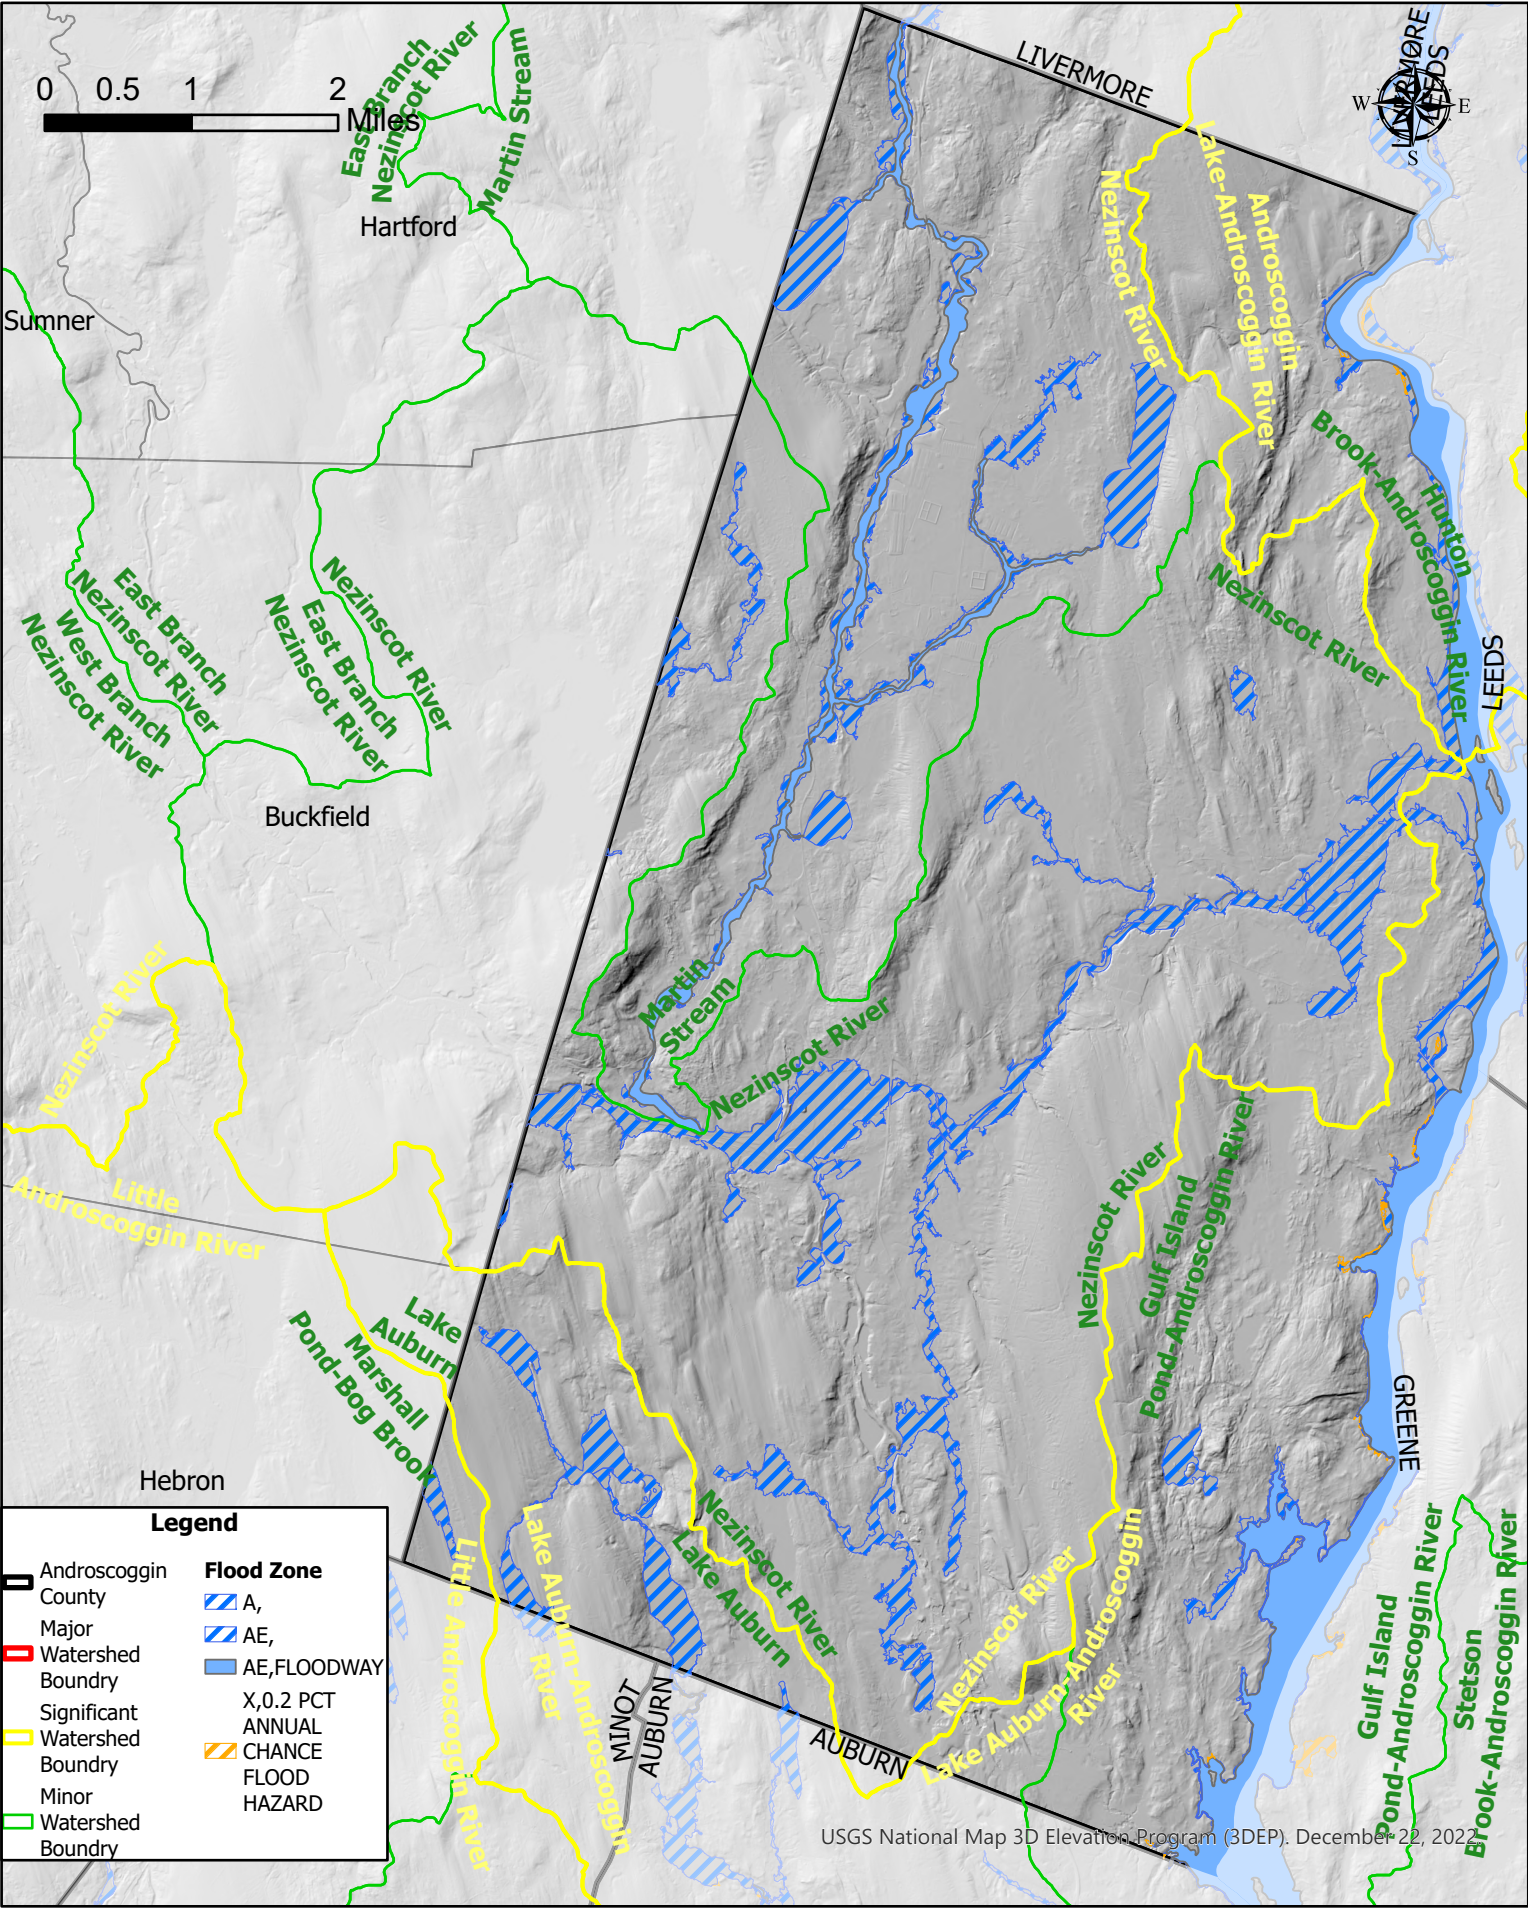 0 0.5 1 2
Miles
East Branch
Nezinscot River
Martin Stream
Hartford
Sumner
LIVERMORE
LIVERMORE
LEEDS
W
E
S
Nezinscot River
Lake-Androscoggin River
Androscoggin
Brook-Androscoggin River
Hunton
Nezinscot River
LEEDS
East Branch
Nezinscot River
West Branch
Nezinscot River
Nezinscot River
East Branch
Nezinscot River
Buckfield
Nezinscot River
Little
Androscoggin River
Martin
Stream
Nezinscot River
Nezinscot River
Gulf Island
Pond-Androscoggin River
Lake
Auburn
Marshall
Pond-Bog Brook
Hebron
GREENE
Nezinscot River
Lake Auburn
Little Androscoggin River
Lake Auburn-Androscoggin
River
Nezinscot River
Lake Auburn-Androscoggin
River
MINOT
AUBURN
AUBURN
Gulf Island
Pond-Androscoggin River
Stetson
Brook-Androscoggin River
Legend
Androscoggin
County
Major
Watershed
Boundry
Significant
Watershed
Boundry
Minor
Watershed
Boundry
Flood Zone
A,
AE,
AE,FLOODWAY
X,0.2 PCT
ANNUAL
CHANCE
FLOOD
HAZARD
USGS National Map 3D Elevation Program (3DEP). December 22, 2022.